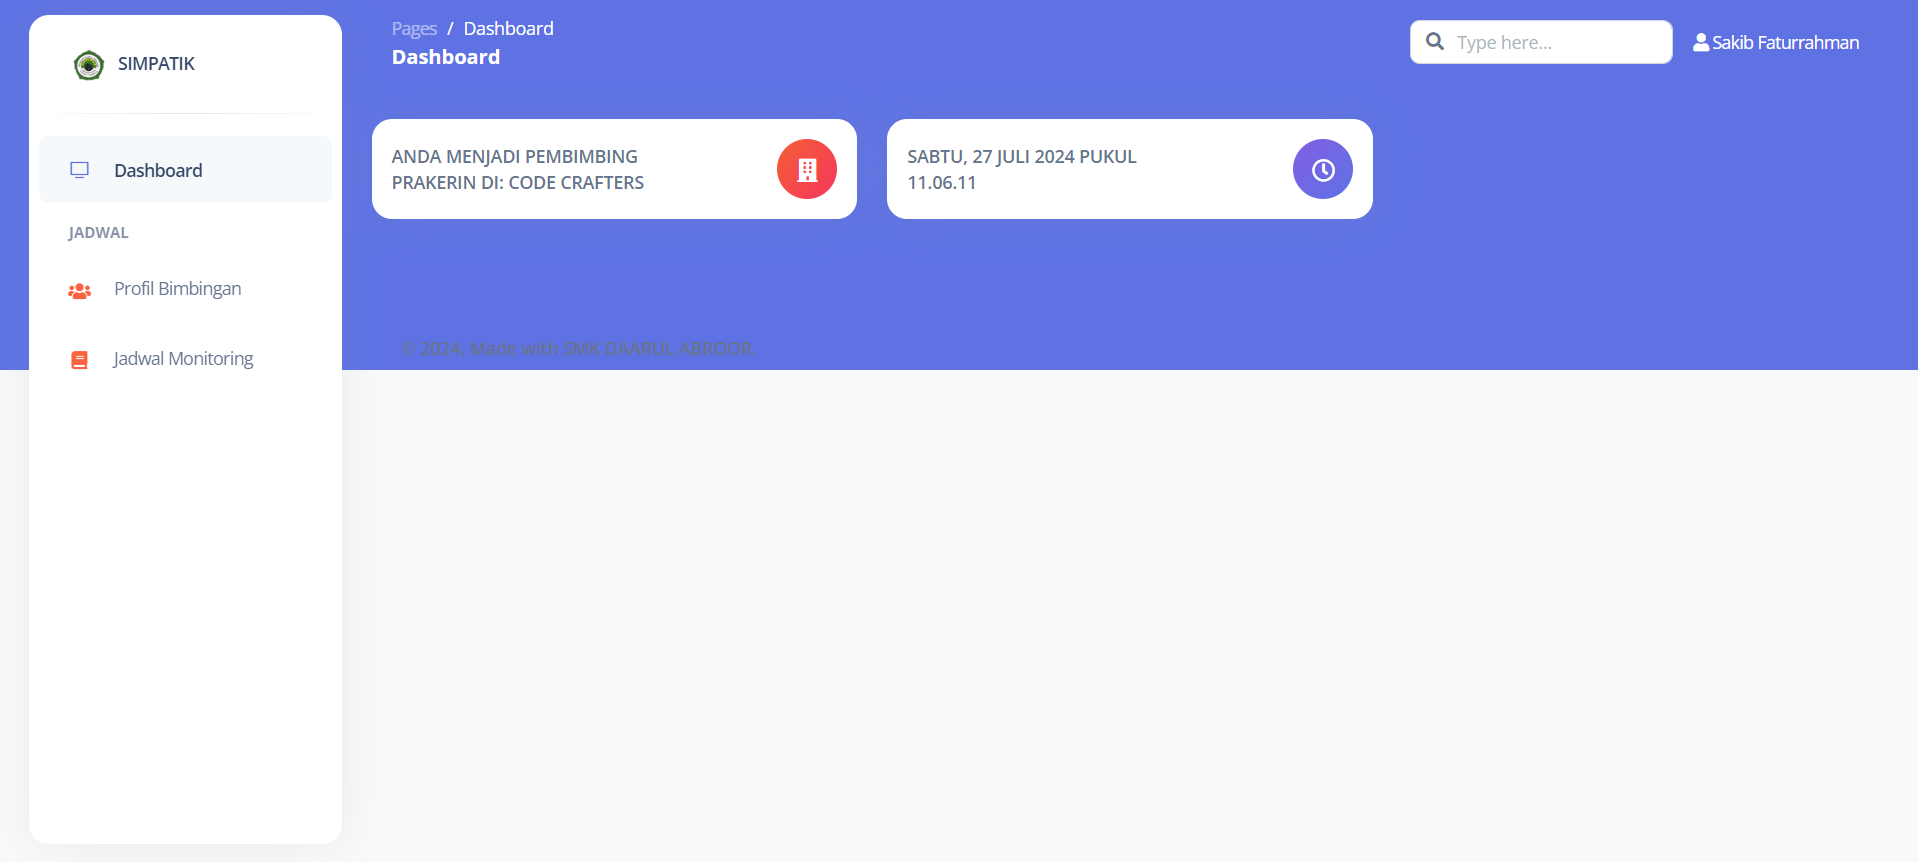 SIMPATIK
Dashboard
JADWAL
Profil Bimbingan
Jadwal Monitoring
Pages / Dashboard
Dashboard
Type here...
Sakib Faturrahman
ANDA MENJADI PEMBIMBING
PRAKERIN DI: CODE CRAFTERS
SABTU, 27 JULI 2024 PUKUL
11.06.11
© 2024, Made with SMK DAARUL ABROOR.